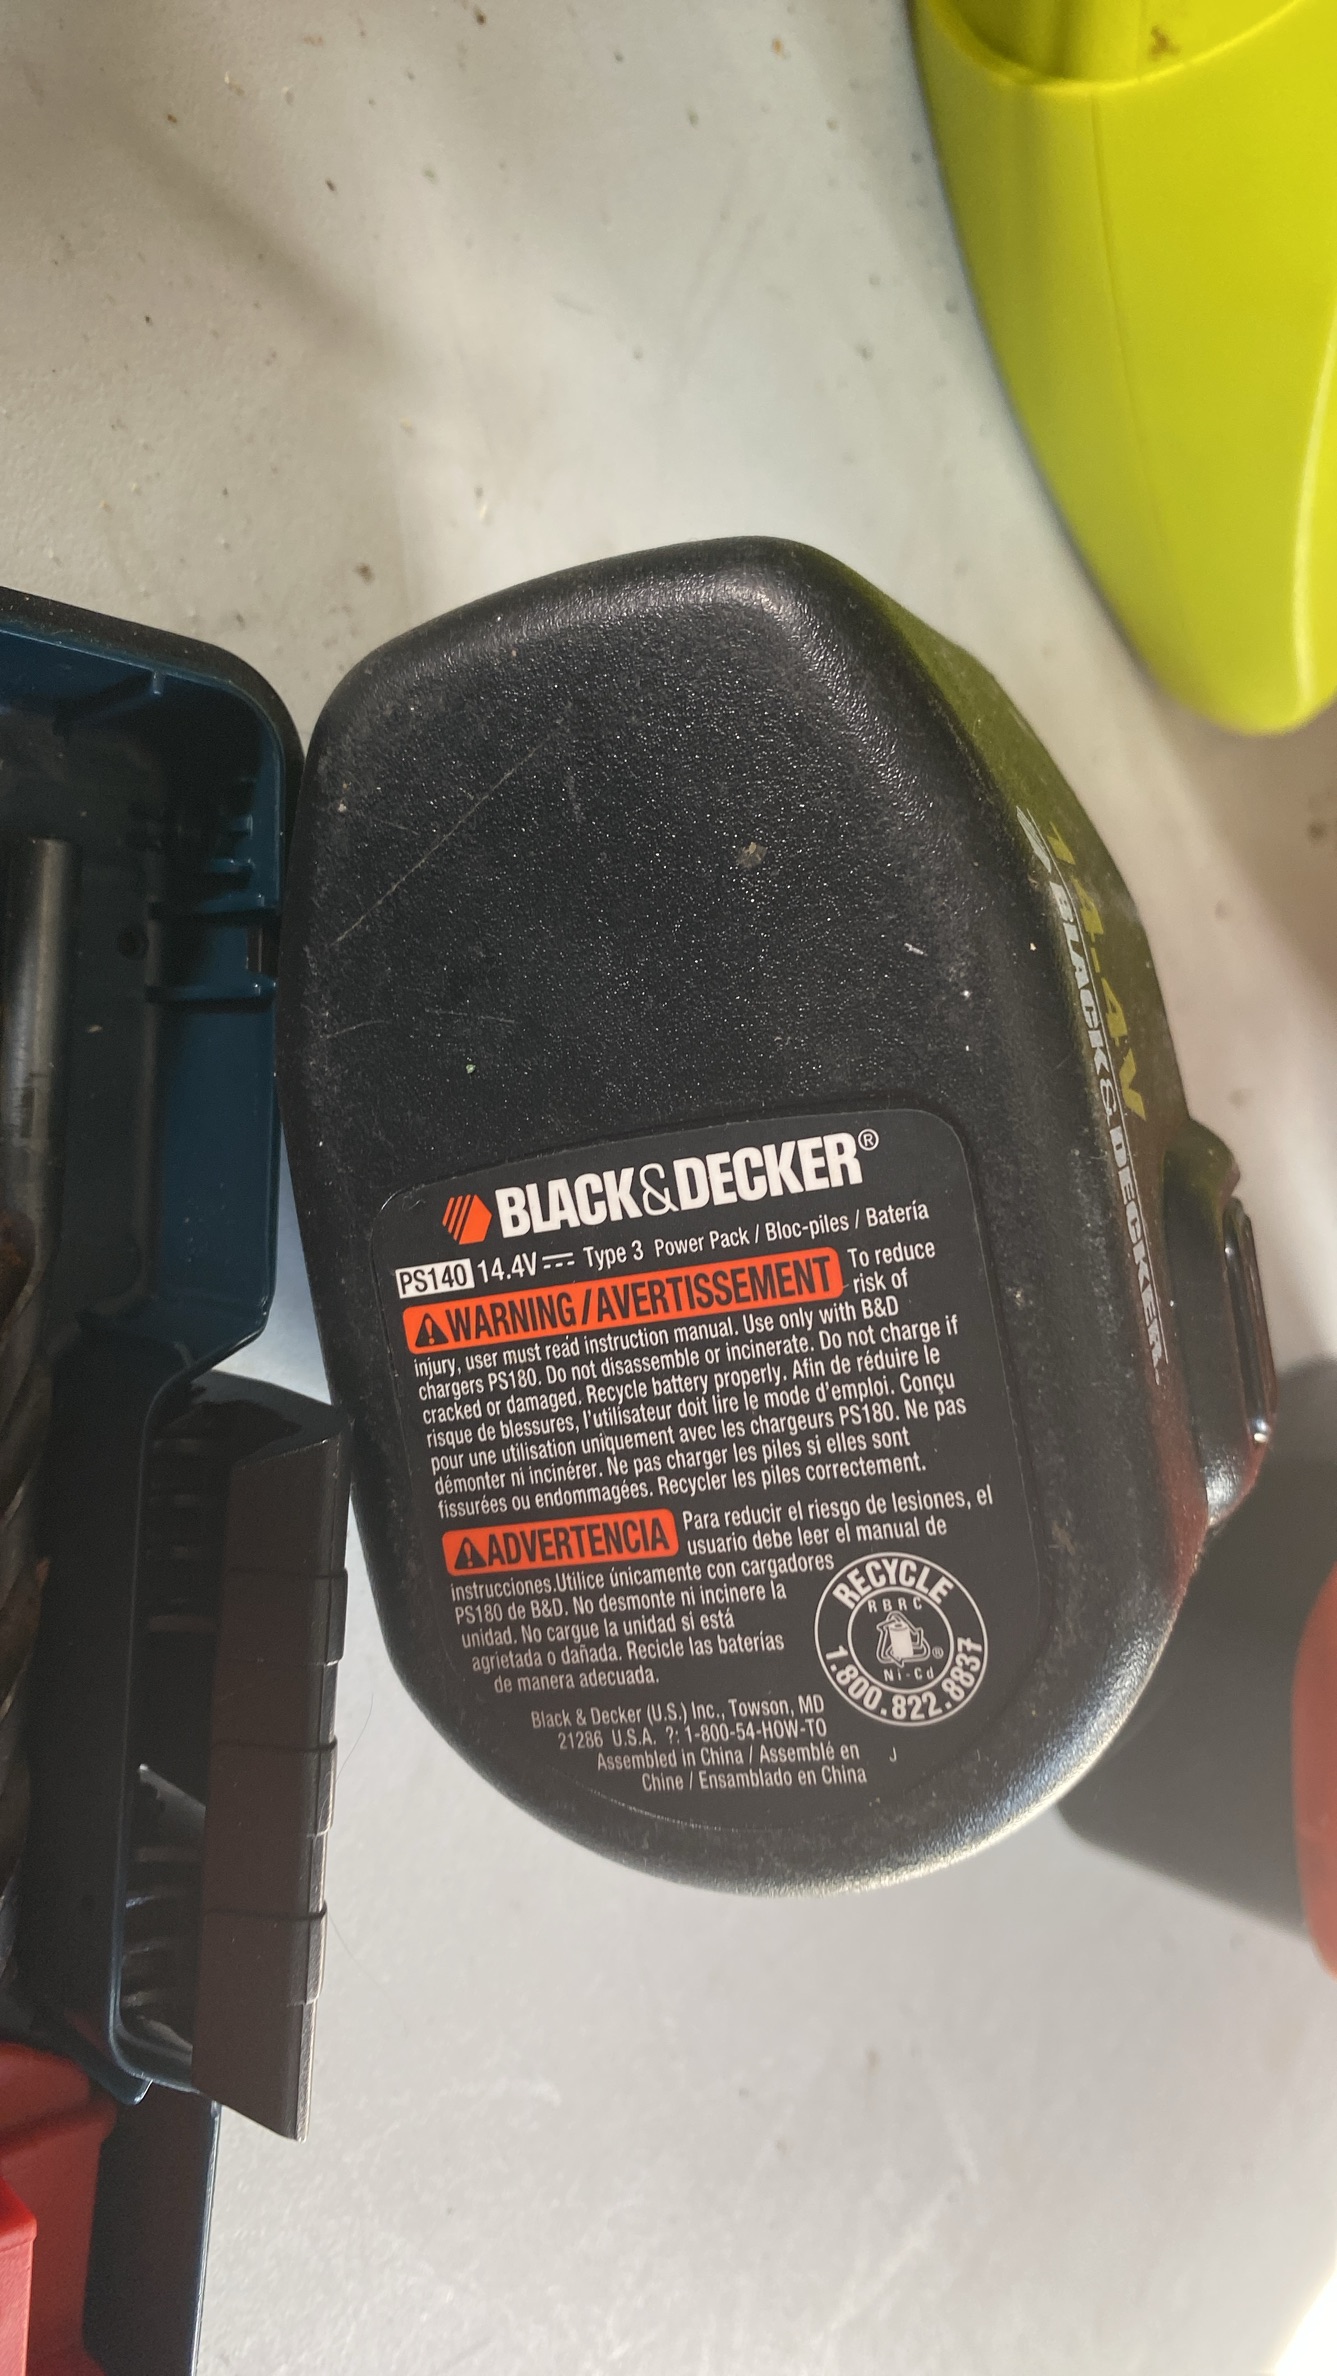 14.4V
BLACK&DECKER
BLACK&DECKER®
PS140 14.4V Type 3 Power Pack / Bloc-piles / Batería
WARNING/AVERTISSEMENT To reduce
risk of
injury, user must read instruction manual. Use only with B&D
chargers PS180. Do not disassemble or incinerate. Do not charge if
cracked or damaged. Recycle battery properly. Afin de réduire le
risque de blessures, l'utilisateur doit lire le mode d'emploi. Conçu
pour une utilisation uniquement avec les chargeurs PS180. Ne pas
démonter ni incinérer. Ne pas charger les piles si elles sont
fissurées ou endommagées. Recycler les piles correctement.
ADVERTENCIA Para reducir el riesgo de lesiones, el
usuario debe leer el manual de
instrucciones.Utilice únicamente con cargadores
PS180 de B&D. No desmonte ni incinere la
unidad. No cargue la unidad si está
agrietada o dañada. Recicle las baterías
de manera adecuada.
RECYCLE
RBRC
®
Ni-Cd
1.800.822.8837
Black & Decker (U.S.) Inc., Towson, MD
21286 U.S.A. ?: 1-800-54-HOW-TO
Assembled in China / Assemblé en J
Chine / Ensamblado en China